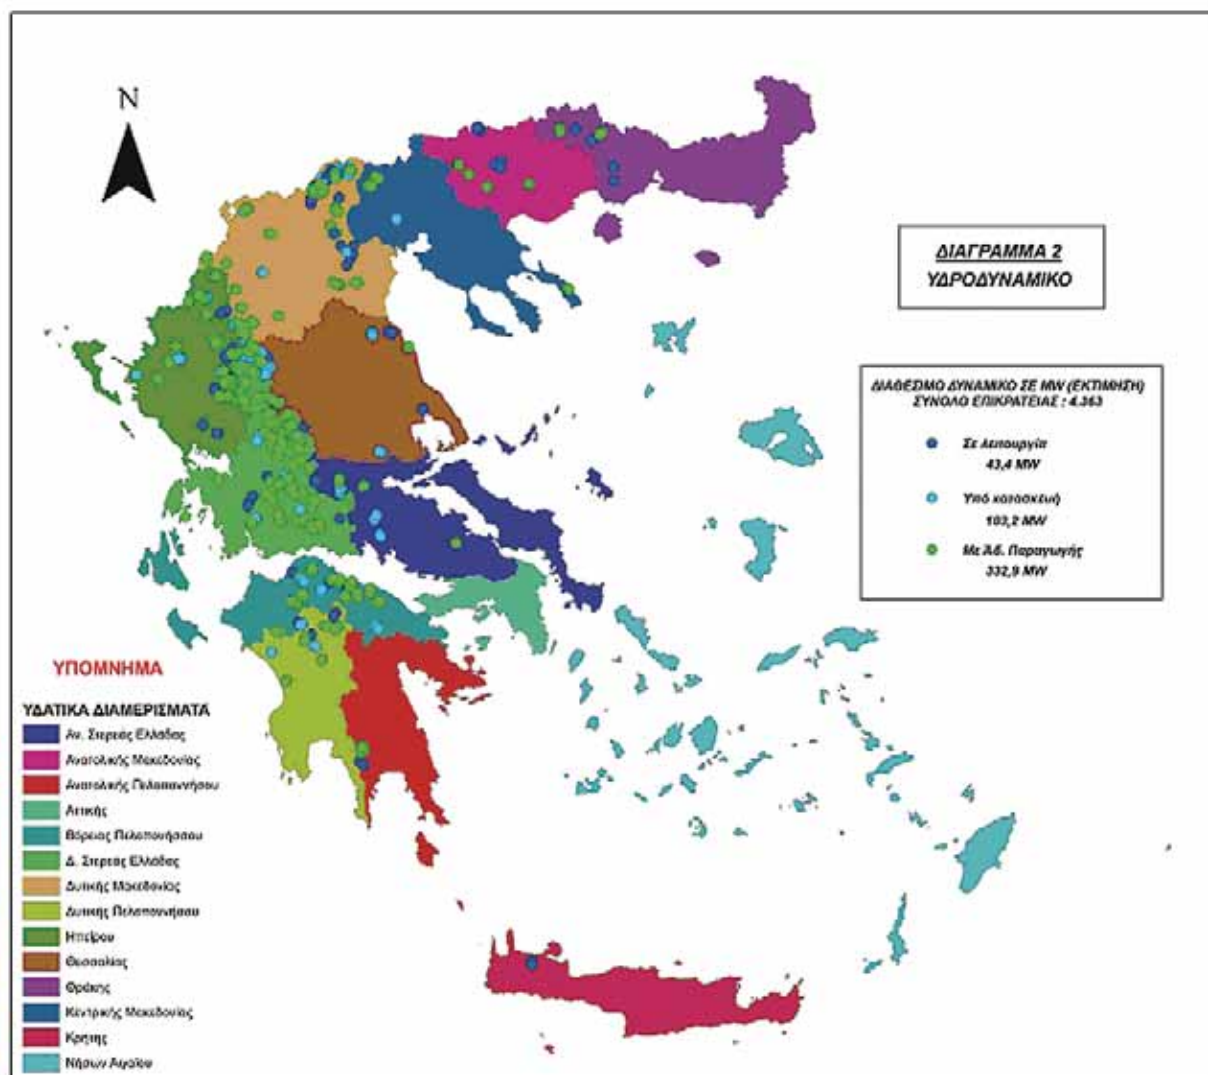 N
ΔΙΑΓΡΑΜΜΑ 2
ΥΔΡΟΔΥΝΑΜΙΚΟ
ΔΙΑΘΕΣΙΜΟ ΔΥΝΑΜΙΚΟ ΣΕ MW (ΕΚΤΙΜΗΣΗ)
ΣΥΝΟΛΟ ΕΠΙΚΡΑΤΕΙΑΣ : 4.363
Σε λειτουργία
43,4 MW
Υπό κατασκευή
103,2 MW
Με Άδ. Παραγωγής
332,9 MW
ΥΠΟΜΝΗΜΑ
ΥΔΑΤΙΚΑ ΔΙΑΜΕΡΙΣΜΑΤΑ
Αν. Στερεάς Ελλάδας
Ανατολικής Μακεδονίας
Ανατολικής Πελοποννήσου
Αττικής
Βόρειας Πελοποννήσου
Δ. Στερεάς Ελλάδας
Δυτικής Μακεδονίας
Δυτικής Πελοποννήσου
Ηπείρου
Θεσσαλίας
Θράκης
Κεντρικής Μακεδονίας
Κρήτης
Νήσων Αιγαίου